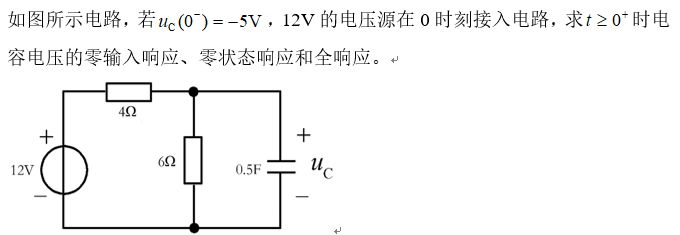 如图所示电路，若u_C(0⁻)=−5V，12V的电压源在0时刻接入电路，求t≥0⁺时电
容电压的零输入响应、零状态响应和全响应。↵
4Ω
+
+
12V
6Ω
0.5F
u_C
−
−
↵